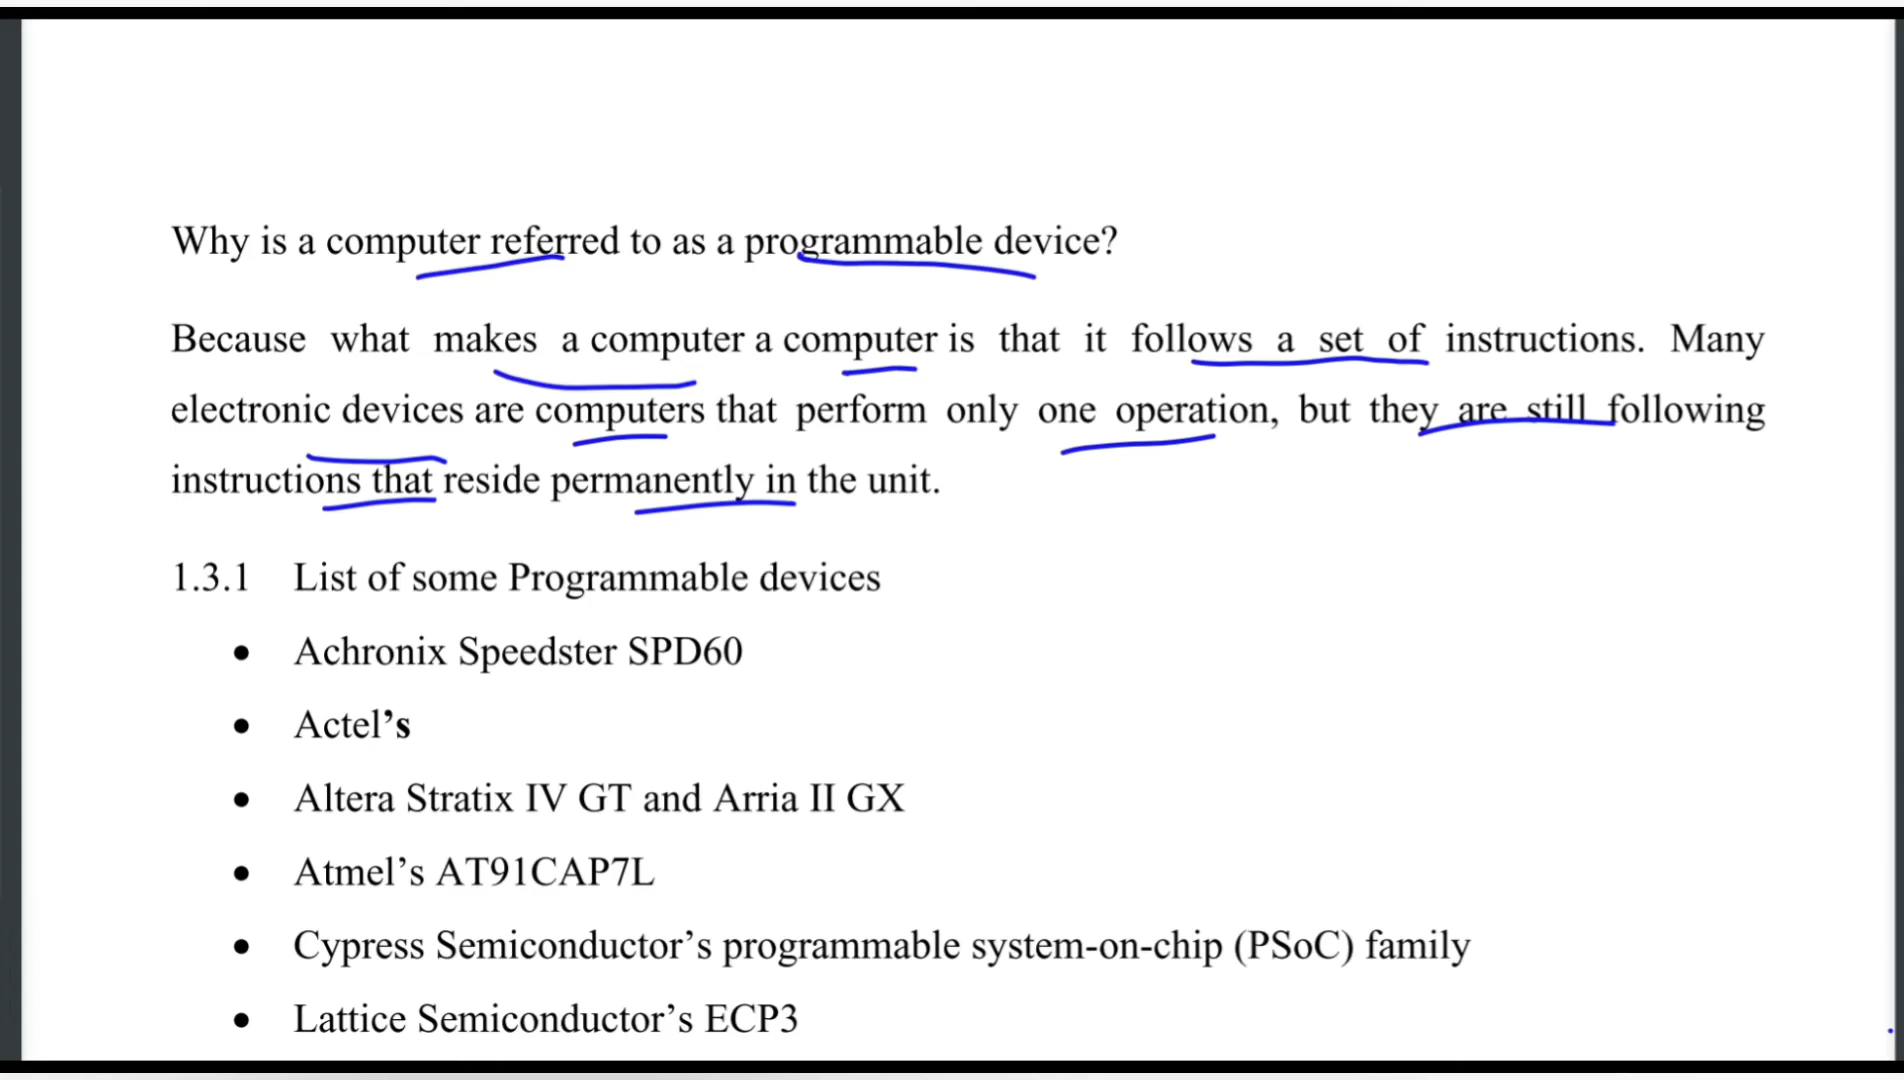 Why is a computer referred to as a programmable device?
Because what makes a computer a computer is that it follows a set of instructions. Many
electronic devices are computers that perform only one operation, but they are still following
instructions that reside permanently in the unit.
1.3.1 List of some Programmable devices
• Achronix Speedster SPD60
• Actel’s
• Altera Stratix IV GT and Arria II GX
• Atmel’s AT91CAP7L
• Cypress Semiconductor’s programmable system-on-chip (PSoC) family
• Lattice Semiconductor’s ECP3